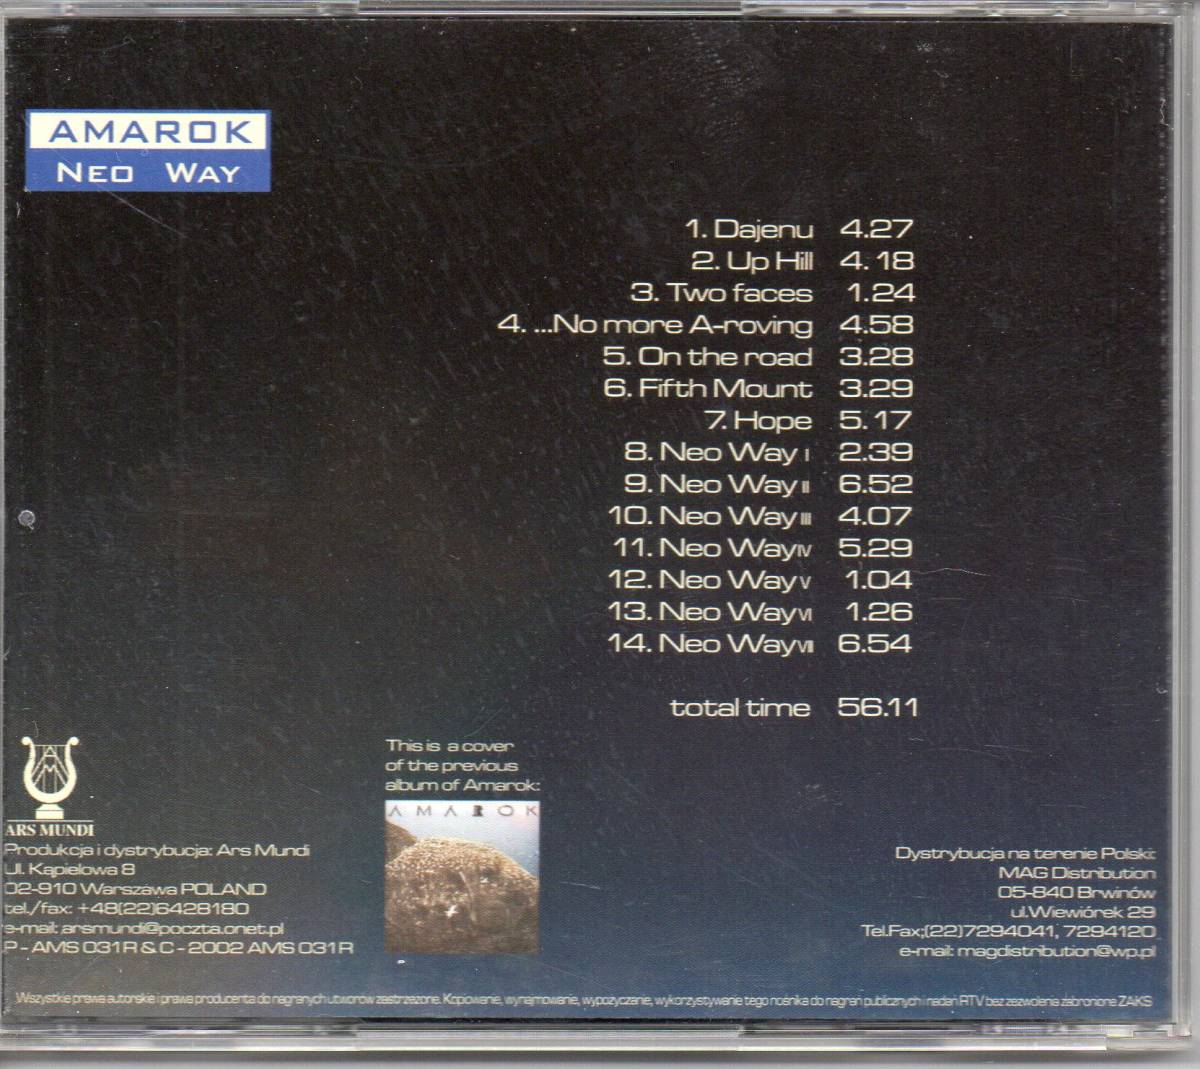 AMAROK
NEO WAY
1. Dajenu 4.27
2. Up Hill 4.18
3. Two faces 1.24
4. ...No more A-roving 4.58
5. On the road 3.28
6. Fifth Mount 3.29
7. Hope 5.17
8. Neo Way I 2.39
9. Neo Way II 6.52
10. Neo Way III 4.07
11. Neo Way IV 5.29
12. Neo Way V 1.04
13. Neo Way VI 1.26
14. Neo Way VII 6.54
total time 56.11
This is a cover
of the previous
album of Amarok:
AMAROK
ARS MUNDI
Produkcja i dystrybucja: Ars Mundi
Ul. Kąpielowa 8
02-910 Warszawa POLAND
tel./fax: +48(22)6428180
e-mail: arsmundi@poczta.onet.pl
P - AMS 031R & C - 2002 AMS 031R
Dystrybucja na terenie Polski:
MAG Distribution
05-840 Brwinów
ul.Wiewiórek 29
Tel.Fax;(22)7294041, 7294120
e-mail: magdistribution@wp.pl
Wszystkie prawa autorskie i prawa producenta do nagranych utworów zastrzeżone. Kopiowanie, wynajmowanie, wypożyczanie, wykorzystywanie tego nośnika do nagrań publicznych i nadań RTV bez zezwolenia zabronione ZAKS